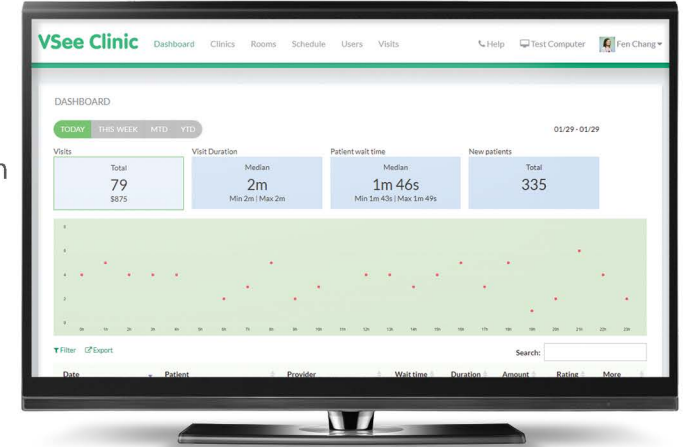 VSee Clinic Dashboard Clinics Rooms Schedule Users Visits Help Test Computer Fen Chang
DASHBOARD
TODAY THIS WEEK MTD YTD 01/29 - 01/29
Visits Visit Duration Patient wait time New patients
Total Median Median Total
79 2m 1m 46s 335
$875 Min 2m | Max 2m Min 1m 43s | Max 1m 49s
Filter Export Search:
Date Patient Provider Wait time Duration Amount Rating More